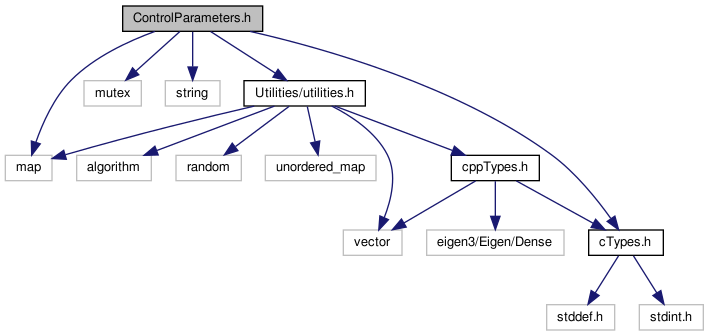 ControlParameters.h
mutex
string
Utilities/utilities.h
map
algorithm
random
unordered_map
cppTypes.h
vector
eigen3/Eigen/Dense
cTypes.h
stddef.h
stdint.h